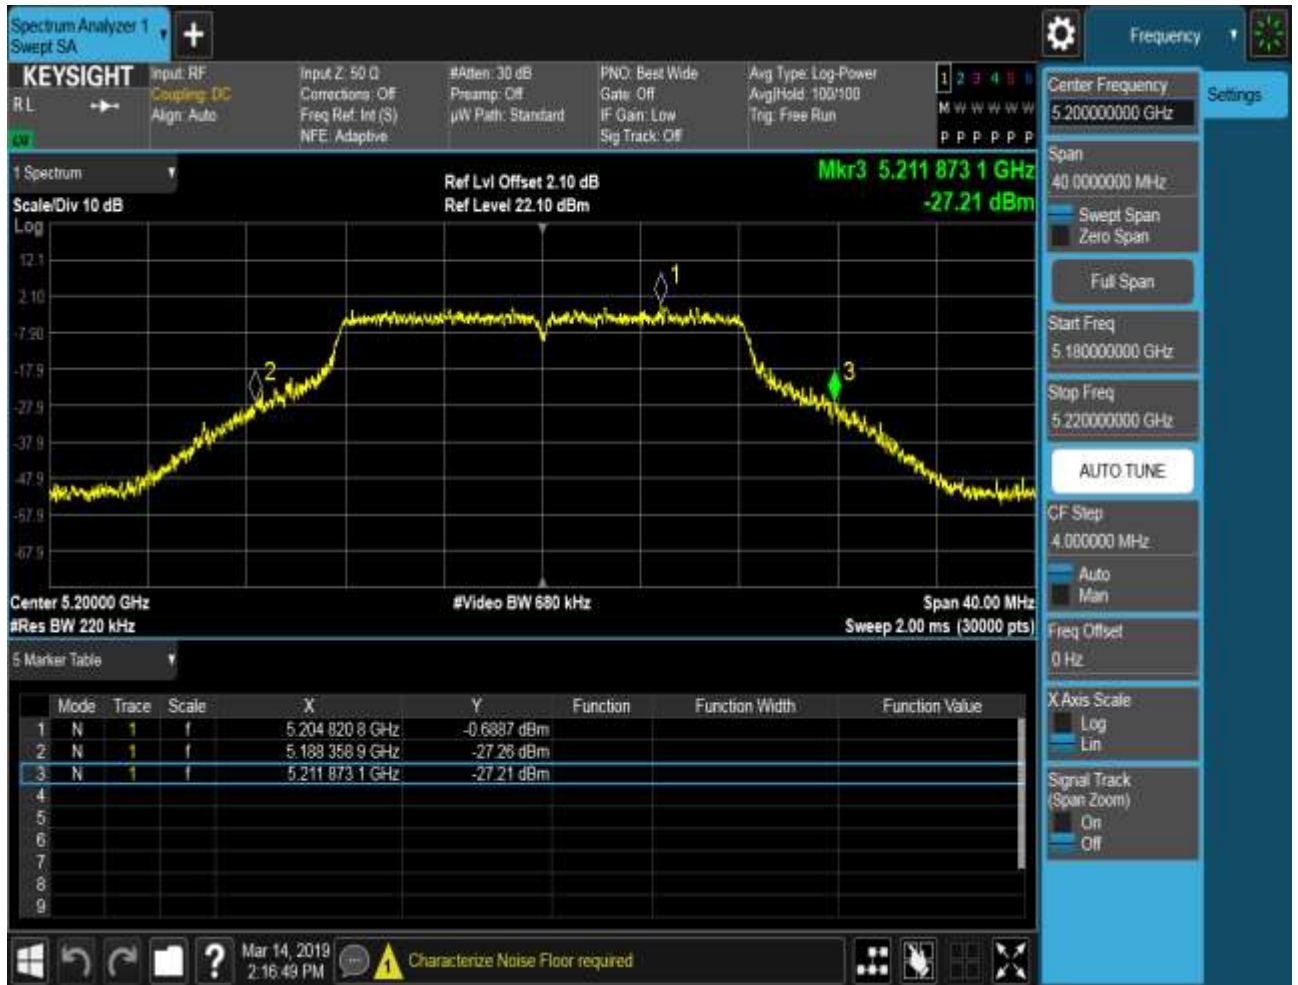 Spectrum Analyzer 1
Swept SA
+
Frequency
KEYSIGHT
RL
Input: RF
Coupling: DC
Align: Auto
Input Z: 50 Ω
Corrections: Off
Freq Ref: Int (S)
NFE: Adaptive
#Atten: 30 dB
Preamp: Off
µW Path: Standard
PNO: Best Wide
Gate: Off
IF Gain: Low
Sig Track: Off
Avg Type: Log-Power
Avg|Hold: 100/100
Trig: Free Run
1 2 3 4 5 6
M W W W W W
P P P P P P
Center Frequency
5.200000000 GHz
Settings
Span
40.0000000 MHz
Swept Span
Zero Span
Full Span
Start Freq
5.180000000 GHz
Stop Freq
5.220000000 GHz
AUTO TUNE
CF Step
4.000000 MHz
Auto
Man
Freq Offset
0 Hz
X Axis Scale
Log
Lin
Signal Track
(Span Zoom)
On
Off
1 Spectrum
Scale/Div 10 dB
Ref Lvl Offset 2.10 dB
Ref Level 22.10 dBm
Mkr3 5.211 873 1 GHz
-27.21 dBm
Log
12.1
2.10
-7.90
-17.9
-27.9
-37.9
-47.9
-57.9
-67.9
1
2
3
Center 5.20000 GHz
#Res BW 220 kHz
#Video BW 680 kHz
Span 40.00 MHz
Sweep 2.00 ms (30000 pts)
5 Marker Table
Mode Trace Scale X Y Function Function Width Function Value
1 N 1 f 5.204 820 8 GHz -0.6887 dBm
2 N 1 f 5.188 358 9 GHz -27.26 dBm
3 N 1 f 5.211 873 1 GHz -27.21 dBm
4
5
6
7
8
9
?
Mar 14, 2019
2:16:49 PM
1
Characterize Noise Floor required